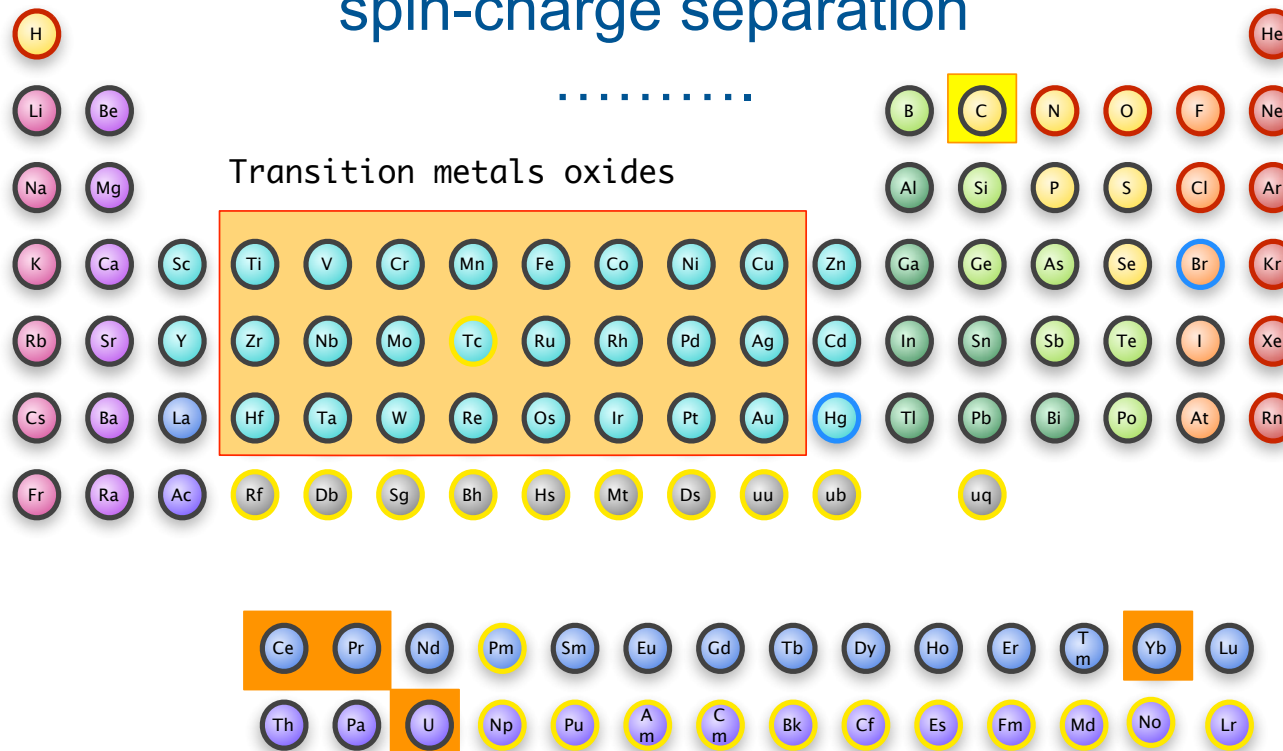 spin-charge separation
..........
H He
Li Be B C N O F Ne
Transition metals oxides
Na Mg Al Si P S Cl Ar
K Ca Sc Ti V Cr Mn Fe Co Ni Cu Zn Ga Ge As Se Br Kr
Rb Sr Y Zr Nb Mo Tc Ru Rh Pd Ag Cd In Sn Sb Te I Xe
Cs Ba La Hf Ta W Re Os Ir Pt Au Hg Tl Pb Bi Po At Rn
Fr Ra Ac Rf Db Sg Bh Hs Mt Ds uu ub uq
Ce Pr Nd Pm Sm Eu Gd Tb Dy Ho Er Tm Yb Lu
Th Pa U Np Pu Am Cm Bk Cf Es Fm Md No Lr